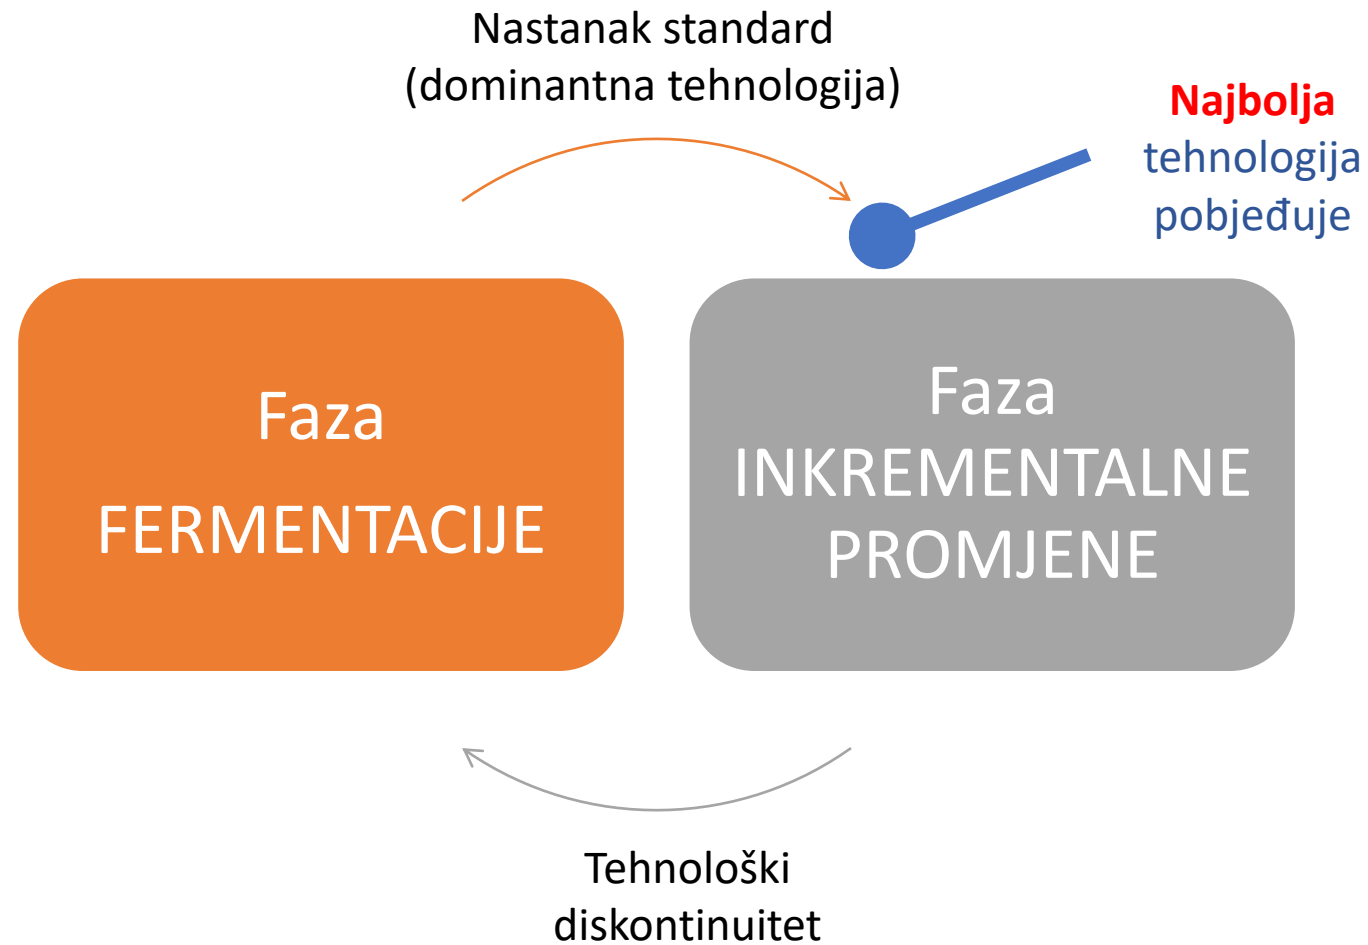 Nastanak standard
(dominantna tehnologija)
Najbolja
tehnologija
pobjeđuje
Faza
FERMENTACIJE
Faza
INKREMENTALNE
PROMJENE
Tehnološki
diskontinuitet